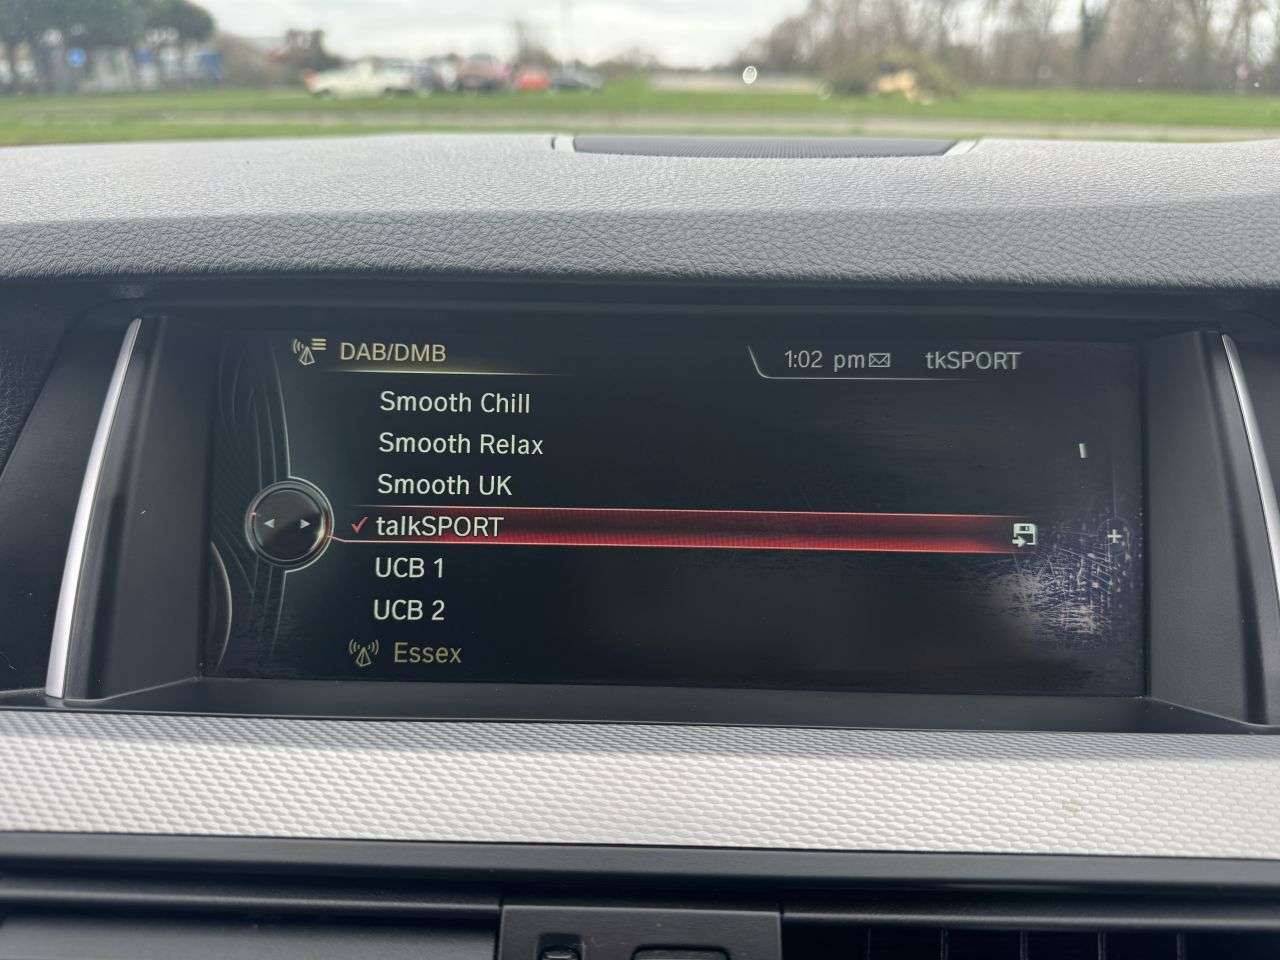 DAB/DMB
1:02 pm
tkSPORT
Smooth Chill
Smooth Relax
Smooth UK
talkSPORT
UCB 1
UCB 2
Essex